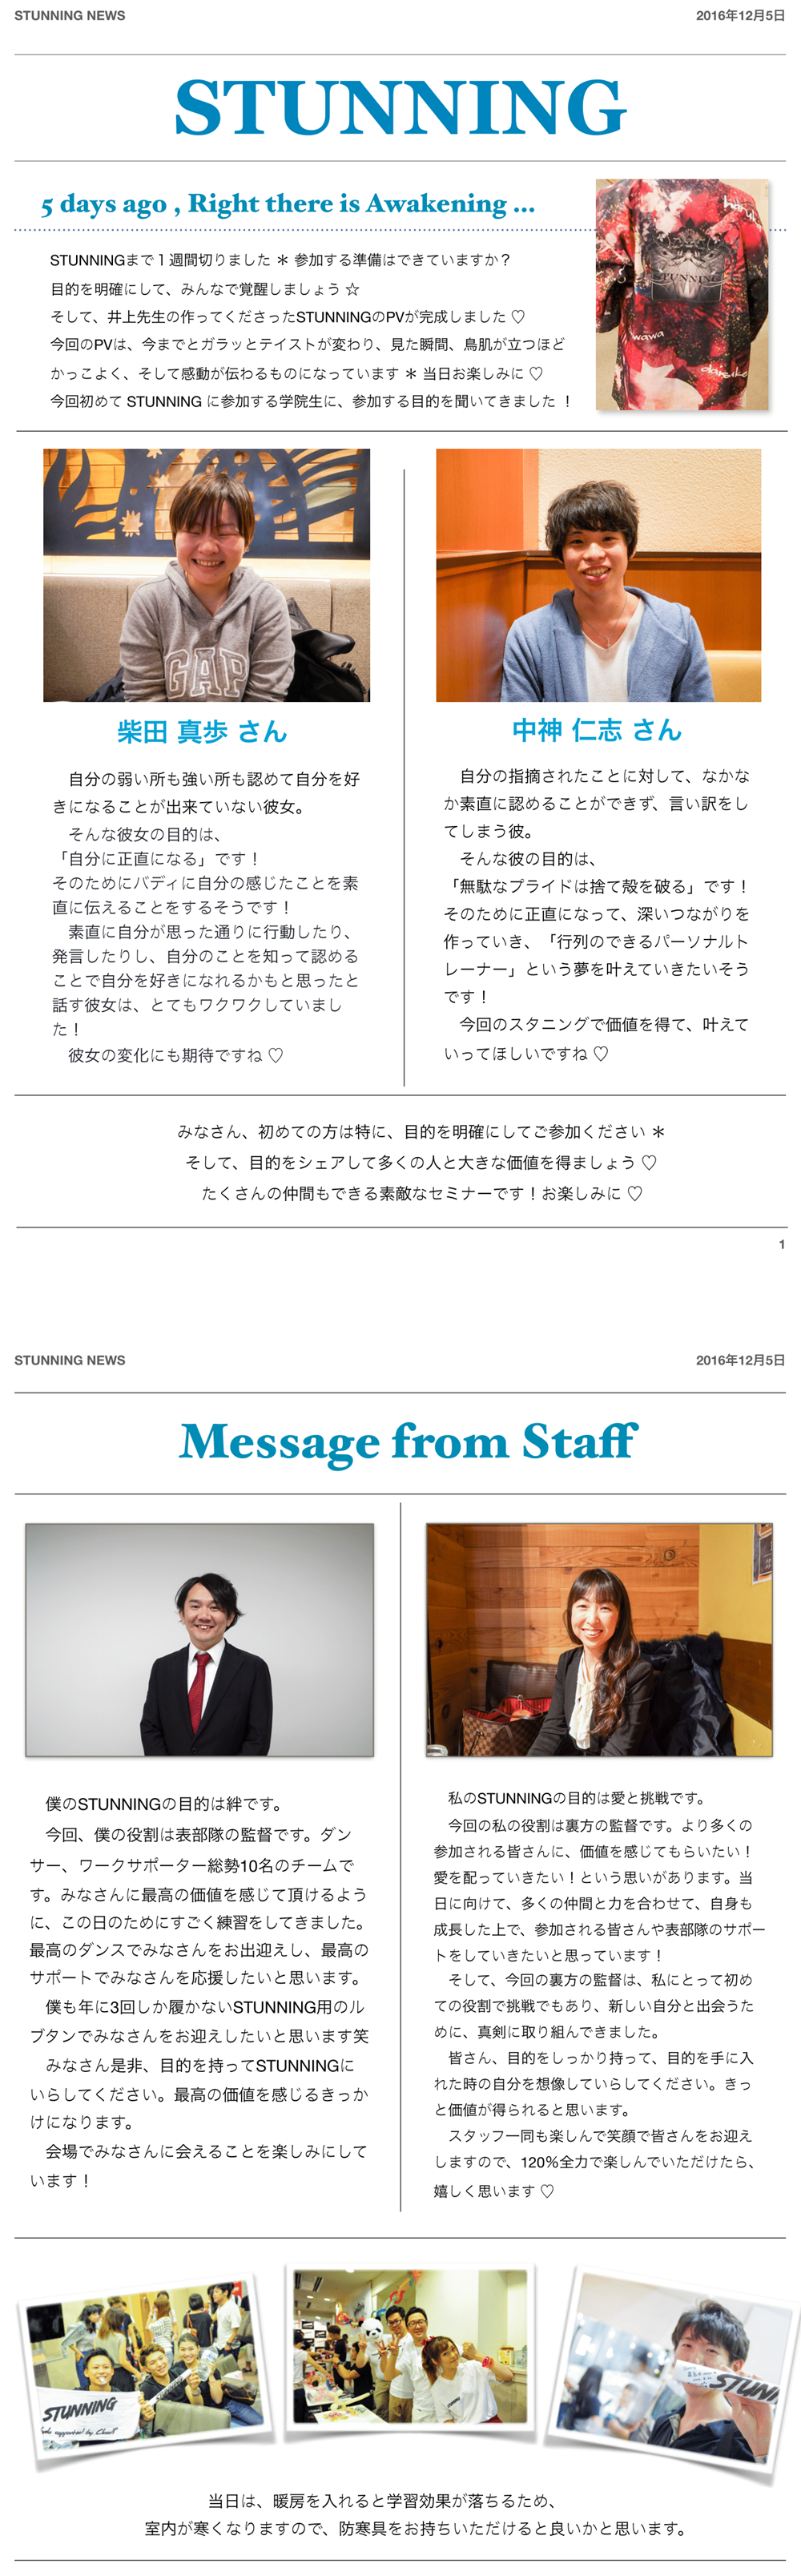 STUNNING NEWS
2016年12月5日
STUNNING
5 days ago , Right there is Awakening ...
STUNNINGまで１週間切りました ＊ 参加する準備はできていますか？
目的を明確にして、みんなで覚醒しましょう ☆
そして、井上先生の作ってくださったSTUNNINGのPVが完成しました ♡
今回のPVは、今までとガラッとテイストが変わり、見た瞬間、鳥肌が立つほど
かっこよく、そして感動が伝わるものになっています ＊ 当日お楽しみに ♡
今回初めて STUNNING に参加する学院生に、参加する目的を聞いてきました ！
haruka
STUNNING
wawa
daisuke
GAP
柴田 真歩 さん
自分の弱い所も強い所も認めて自分を好
きになることが出来ていない彼女。
そんな彼女の目的は、
「自分に正直になる」です！
そのためにバディに自分の感じたことを素
直に伝えることをするそうです！
素直に自分が思った通りに行動したり、
発言したりし、自分のことを知って認める
ことで自分を好きになれるかもと思ったと
話す彼女は、とてもワクワクしていまし
た！
彼女の変化にも期待ですね ♡
中神 仁志 さん
自分の指摘されたことに対して、なかな
か素直に認めることができず、言い訳をし
てしまう彼。
そんな彼の目的は、
「無駄なプライドは捨て殻を破る」です！
そのために正直になって、深いつながりを
作っていき、「行列のできるパーソナルト
レーナー」という夢を叶えていきたいそう
です！
今回のスタニングで価値を得て、叶えて
いってほしいですね ♡
みなさん、初めての方は特に、目的を明確にしてご参加ください ＊
そして、目的をシェアして多くの人と大きな価値を得ましょう ♡
たくさんの仲間もできる素敵なセミナーです！お楽しみに ♡
1
STUNNING NEWS
2016年12月5日
Message from Staff
僕のSTUNNINGの目的は絆です。
今回、僕の役割は表部隊の監督です。ダン
サー、ワークサポーター総勢10名のチームで
す。みなさんに最高の価値を感じて頂けるよう
に、この日のためにすごく練習をしてきました。
最高のダンスでみなさんをお出迎えし、最高の
サポートでみなさんを応援したいと思います。
僕も年に3回しか履かないSTUNNING用のル
ブタンでみなさんをお迎えしたいと思います笑
みなさん是非、目的を持ってSTUNNINGに
いらしてください。最高の価値を感じるきっか
けになります。
会場でみなさんに会えることを楽しみにして
います！
私のSTUNNINGの目的は愛と挑戦です。
今回の私の役割は裏方の監督です。より多くの
参加される皆さんに、価値を感じてもらいたい！
愛を配っていきたい！という思いがあります。当
日に向けて、多くの仲間と力を合わせて、自身も
成長した上で、参加される皆さんや表部隊のサポー
トをしていきたいと思っています！
そして、今回の裏方の監督は、私にとって初め
ての役割で挑戦でもあり、新しい自分と出会うた
めに、真剣に取り組んできました。
皆さん、目的をしっかり持って、目的を手に入
れた時の自分を想像していらしてください。きっ
と価値が得られると思います。
スタッフ一同も楽しんで笑顔で皆さんをお迎え
しますので、120％全力で楽しんでいただけたら、
嬉しく思います ♡
STUNNING
STUNN
当日は、暖房を入れると学習効果が落ちるため、
室内が寒くなりますので、防寒具をお持ちいただけると良いかと思います。